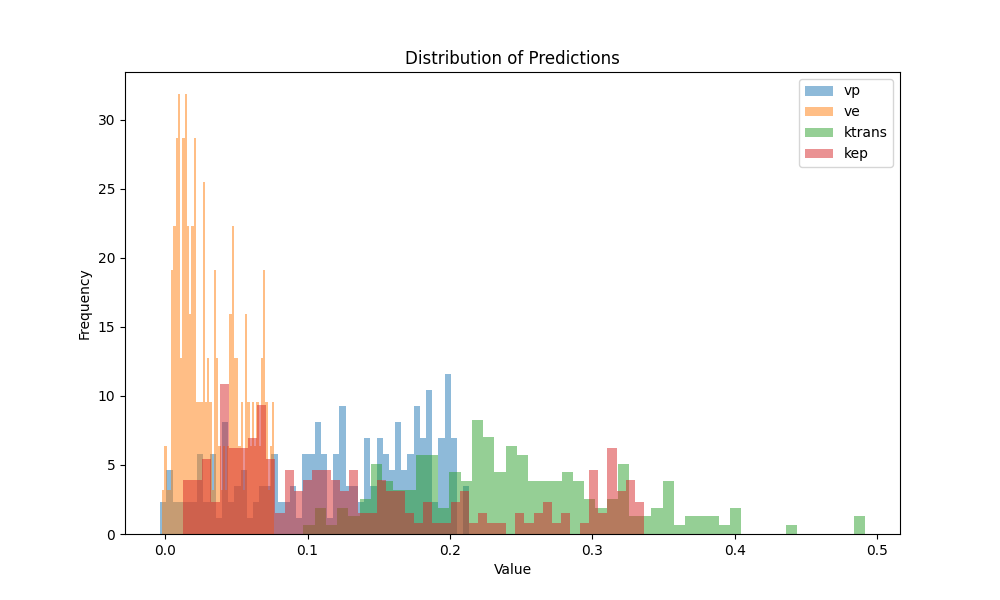 Distribution of Predictions
vp
ve
ktrans
kep
Frequency
30
25
20
15
10
5
0
0.0 0.1 0.2 0.3 0.4 0.5
Value